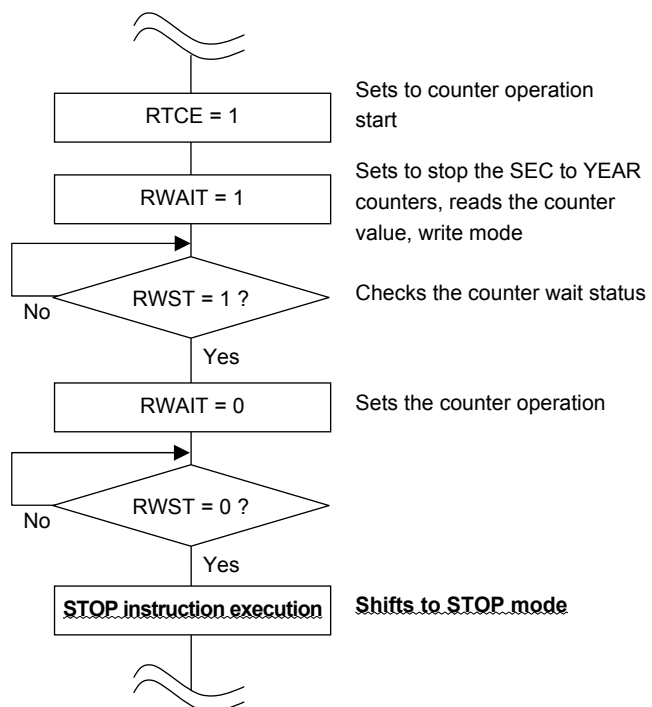 RTCE = 1
Sets to counter operation
start
RWAIT = 1
Sets to stop the SEC to YEAR
counters, reads the counter
value, write mode
RWST = 1 ?
Checks the counter wait status
No
Yes
RWAIT = 0
Sets the counter operation
RWST = 0 ?
No
Yes
STOP instruction execution
Shifts to STOP mode